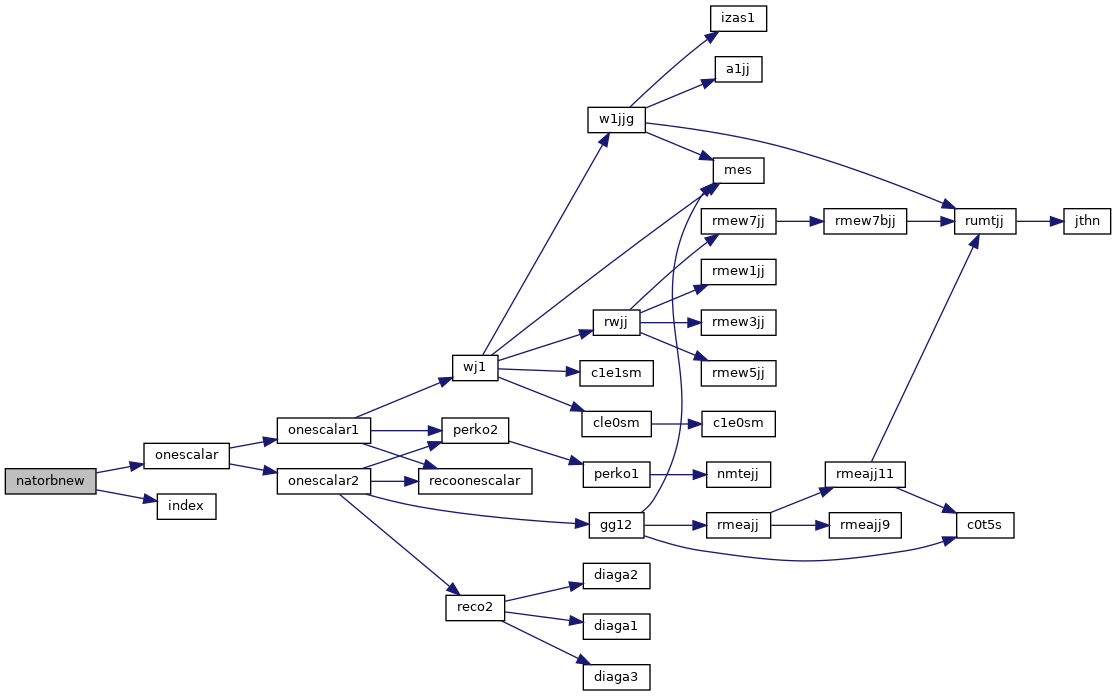 izas1
a1jj
w1jjg
mes
rmew7jj
rmew7bjj
rumtjj
jthn
rmew1jj
rwjj
rmew3jj
wj1
c1e1sm
rmew5jj
cle0sm
c1e0sm
onescalar1
perko2
onescalar
natorbnew
onescalar2
recoonescalar
perko1
nmtejj
rmeajj11
index
gg12
rmeajj
rmeajj9
c0t5s
diaga2
reco2
diaga1
diaga3